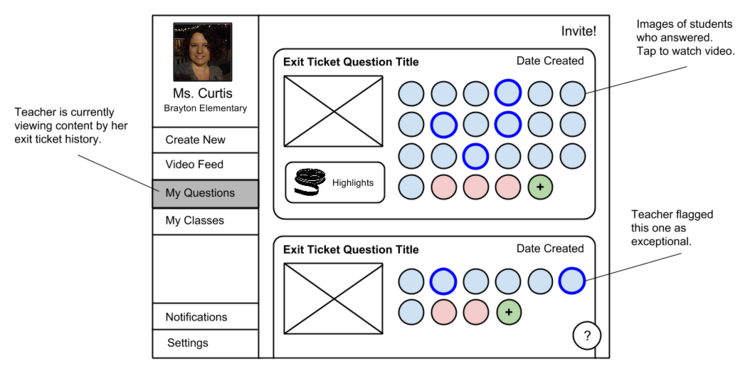 Invite!
Images of students
who answered.
Tap to watch video.
Ms. Curtis
Brayton Elementary
Teacher is currently
viewing content by her
exit ticket history.
Create New
Video Feed
My Questions
My Classes
Notifications
Settings
Exit Ticket Question Title
Date Created
Highlights
+
Teacher flagged
this one as
exceptional.
Exit Ticket Question Title
Date Created
+
?